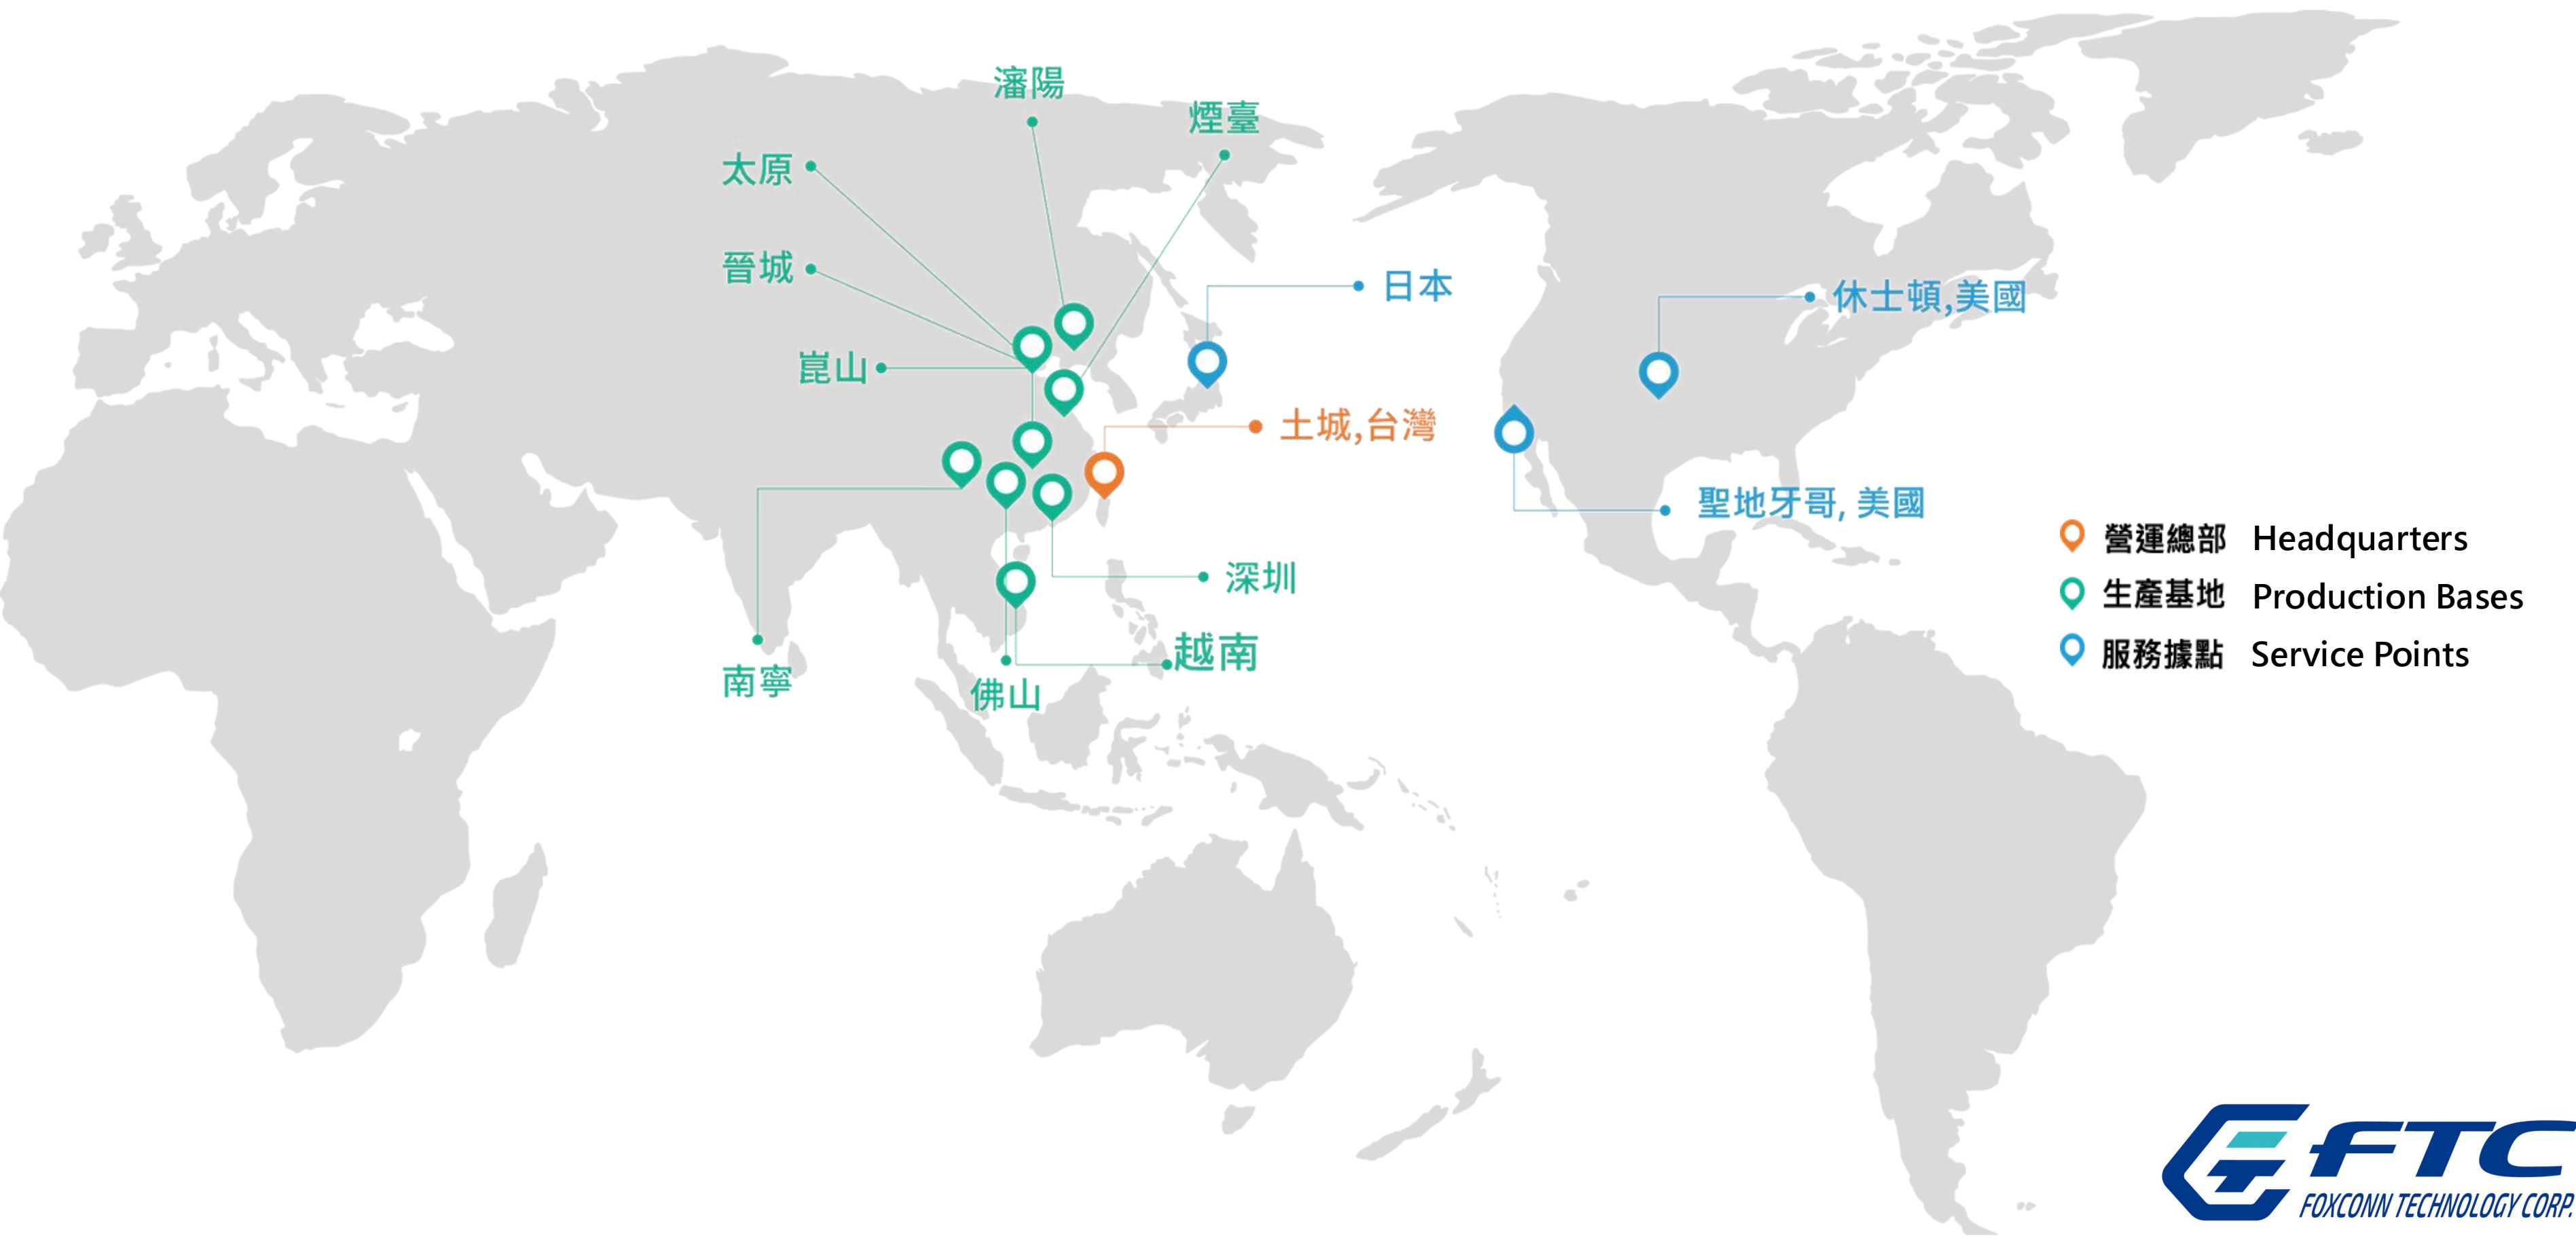 瀋陽
煙臺
太原
晉城
日本
休士頓,美國
崑山
土城,台灣
聖地牙哥, 美國
營運總部 Headquarters
生產基地 Production Bases
服務據點 Service Points
深圳
越南
南寧
佛山
FTC
FOXCONN TECHNOLOGY CORP.